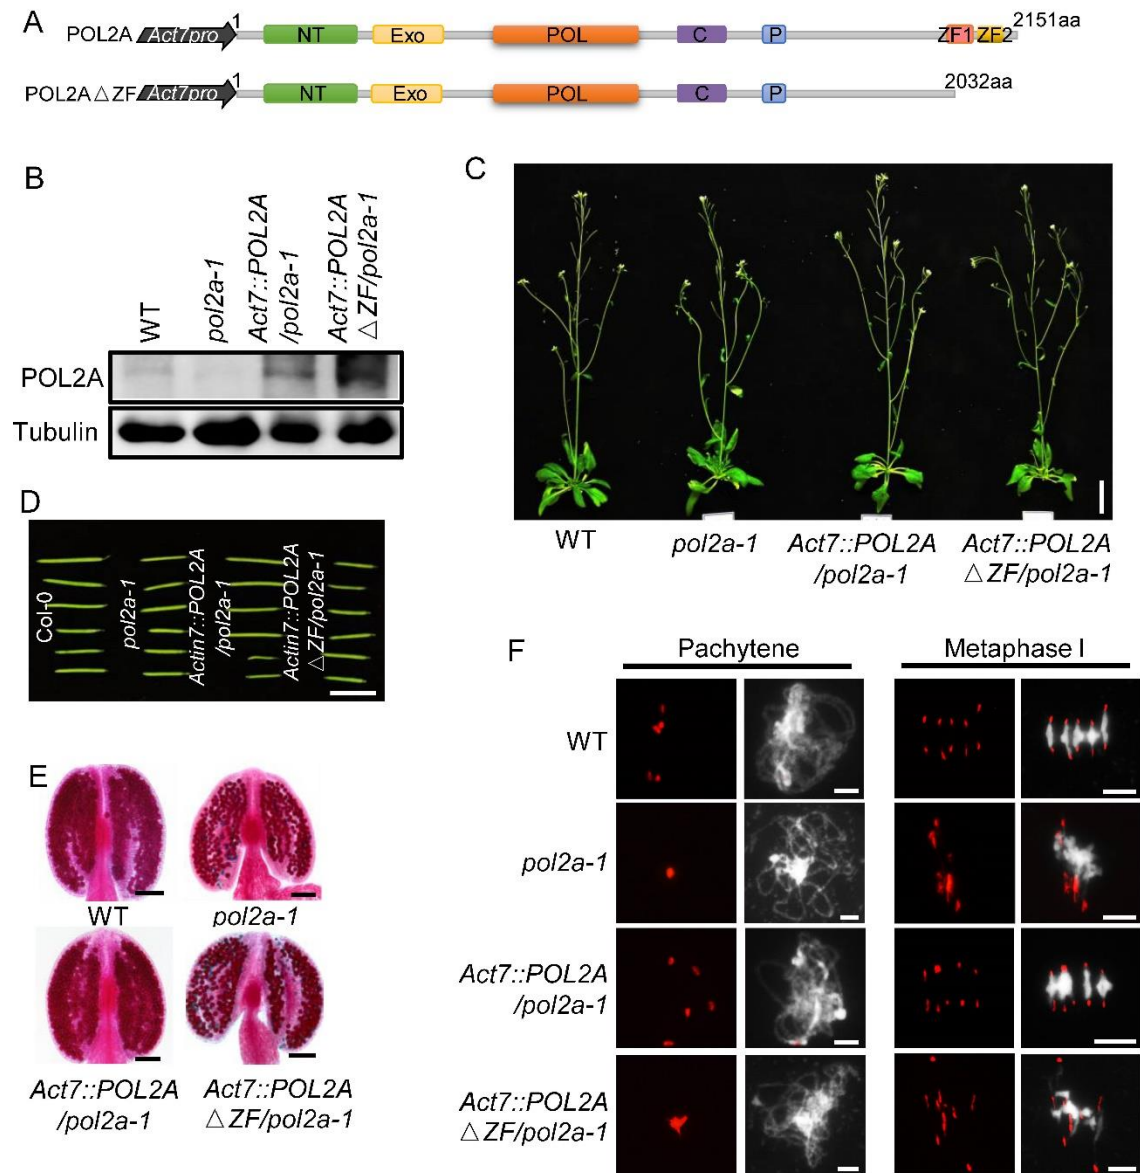 A
POL2A Act7pro 1 NT Exo POL C P ZF1 ZF2 2151aa
POL2A△ZF Act7pro 1 NT Exo POL C P 2032aa
B
WT
pol2a-1
Act7::POL2A
/pol2a-1
Act7::POL2A
△ZF/pol2a-1
POL2A
Tubulin
C
WT
pol2a-1
Act7::POL2A
/pol2a-1
Act7::POL2A
△ZF/pol2a-1
D
Col-0
pol2a-1
Actin7::POL2A
/pol2a-1
Actin7::POL2A
△ZF/pol2a-1
E
WT
pol2a-1
Act7::POL2A
/pol2a-1
Act7::POL2A
△ZF/pol2a-1
F
Pachytene
Metaphase I
WT
pol2a-1
Act7::POL2A
/pol2a-1
Act7::POL2A
△ZF/pol2a-1